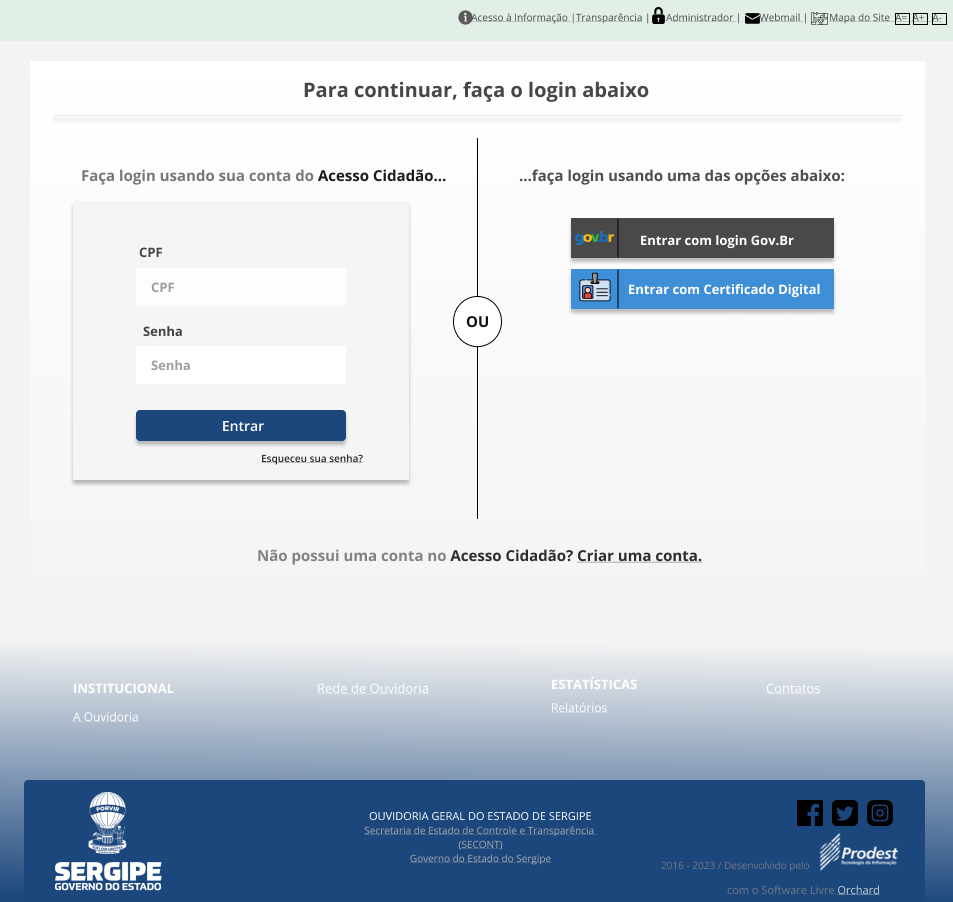 Acesso à Informação | Transparência | Administrador | Webmail | Mapa do Site A= A+ A-
Para continuar, faça o login abaixo
Faça login usando sua conta do Acesso Cidadão...
CPF
CPF
Senha
Senha
Entrar
Esqueceu sua senha?
OU
...faça login usando uma das opções abaixo:
gov.br Entrar com login Gov.Br
Entrar com Certificado Digital
Não possui uma conta no Acesso Cidadão? Criar uma conta.
INSTITUCIONAL
A Ouvidoria
Rede de Ouvidoria
ESTATÍSTICAS
Relatórios
Contatos
PORVIR
SERGIPE
GOVERNO DO ESTADO
OUVIDORIA GERAL DO ESTADO DE SERGIPE
Secretaria de Estado de Controle e Transparência
(SECONT)
Governo do Estado do Sergipe
2016 - 2023 / Desenvolvido pelo
Prodest
Tecnologia da Informação
com o Software Livre Orchard